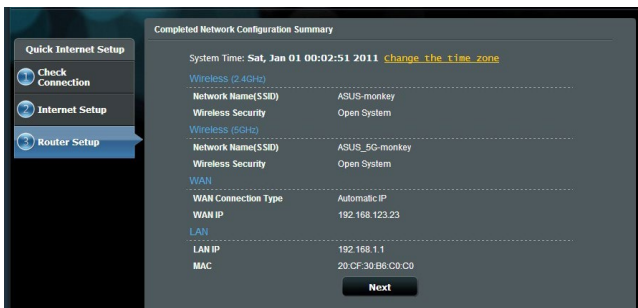 Completed Network Configuration Summary
Quick Internet Setup
1 Check Connection
2 Internet Setup
3 Router Setup
System Time: Sat, Jan 01 00:02:51 2011 Change the time zone
Wireless (2.4GHz)
Network Name(SSID) ASUS-monkey
Wireless Security Open System
Wireless (5GHz)
Network Name(SSID) ASUS_5G-monkey
Wireless Security Open System
WAN
WAN Connection Type Automatic IP
WAN IP 192.168.123.23
LAN
LAN IP 192.168.1.1
MAC 20:CF:30:B6:C0:C0
Next